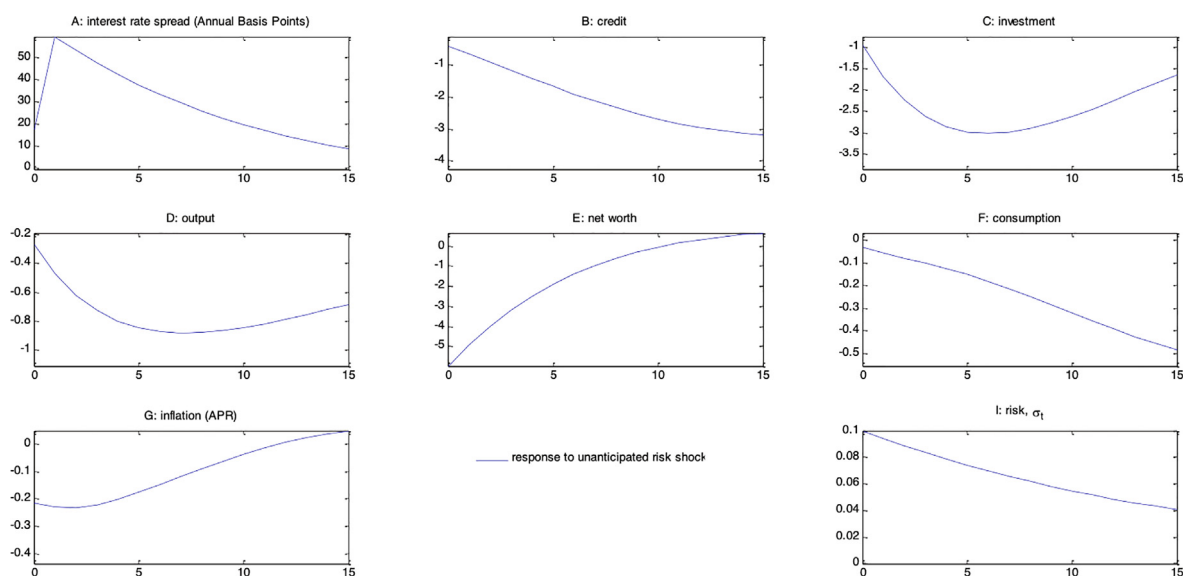 A: interest rate spread (Annual Basis Points)
50
40
30
20
10
0
0 5 10 15
B: credit
-1
-2
-3
-4
0 5 10 15
C: investment
-1
-1.5
-2
-2.5
-3
-3.5
0 5 10 15
D: output
-0.2
-0.4
-0.6
-0.8
-1
0 5 10 15
E: net worth
0
-1
-2
-3
-4
-5
0 5 10 15
F: consumption
0
-0.1
-0.2
-0.3
-0.4
-0.5
0 5 10 15
G: inflation (APR)
0
-0.1
-0.2
-0.3
-0.4
0 5 10 15
response to unanticipated risk shock
I: risk, σt
0.1
0.08
0.06
0.04
0.02
0
0 5 10 15